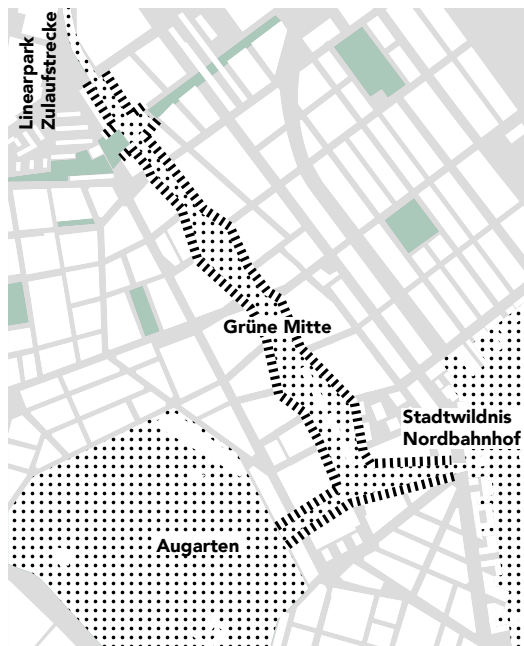 Linearpark
Zulaufstrecke
Grüne Mitte
Stadtwildnis
Nordbahnhof
Augarten